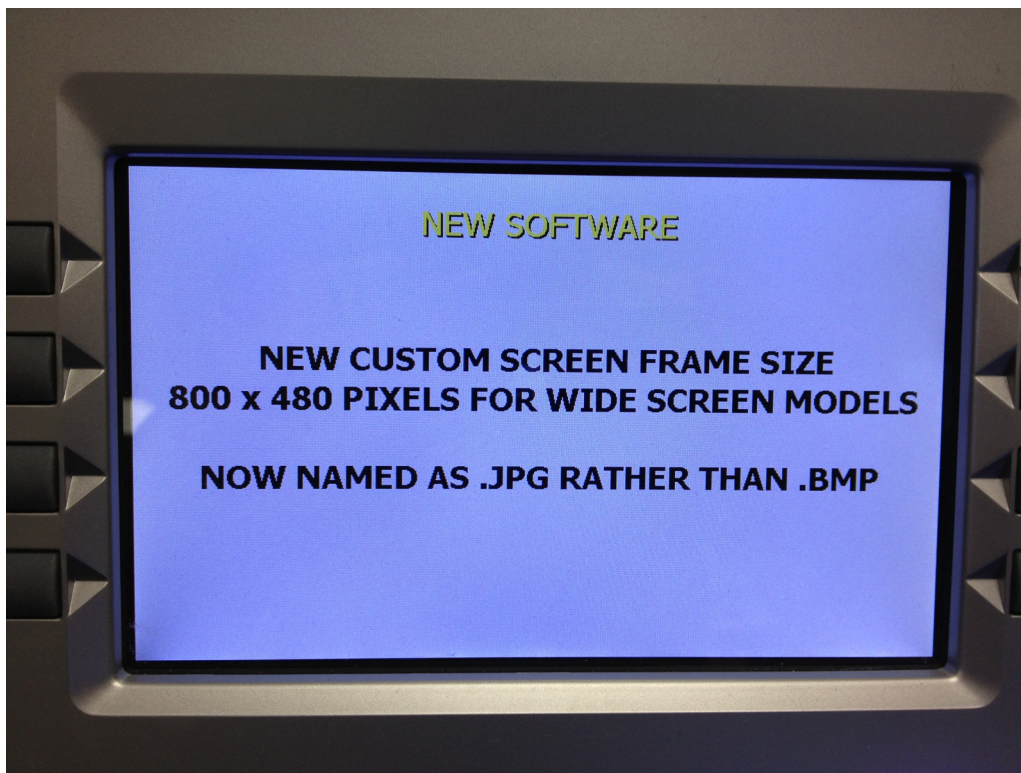 NEW SOFTWARE
NEW CUSTOM SCREEN FRAME SIZE
800 x 480 PIXELS FOR WIDE SCREEN MODELS
NOW NAMED AS .JPG RATHER THAN .BMP